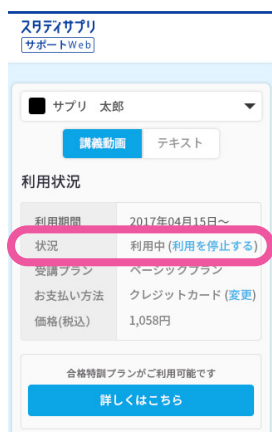 スタディサプリ
サポートWeb
サプリ 太郎
講義動画 テキスト
利用状況
利用期間 2017年04月15日～
状況 利用中 (利用を停止する)
受講プラン ベーシックプラン
お支払い方法 クレジットカード (変更)
価格(税込) 1,058円
合格特訓プランがご利用可能です
詳しくはこちら